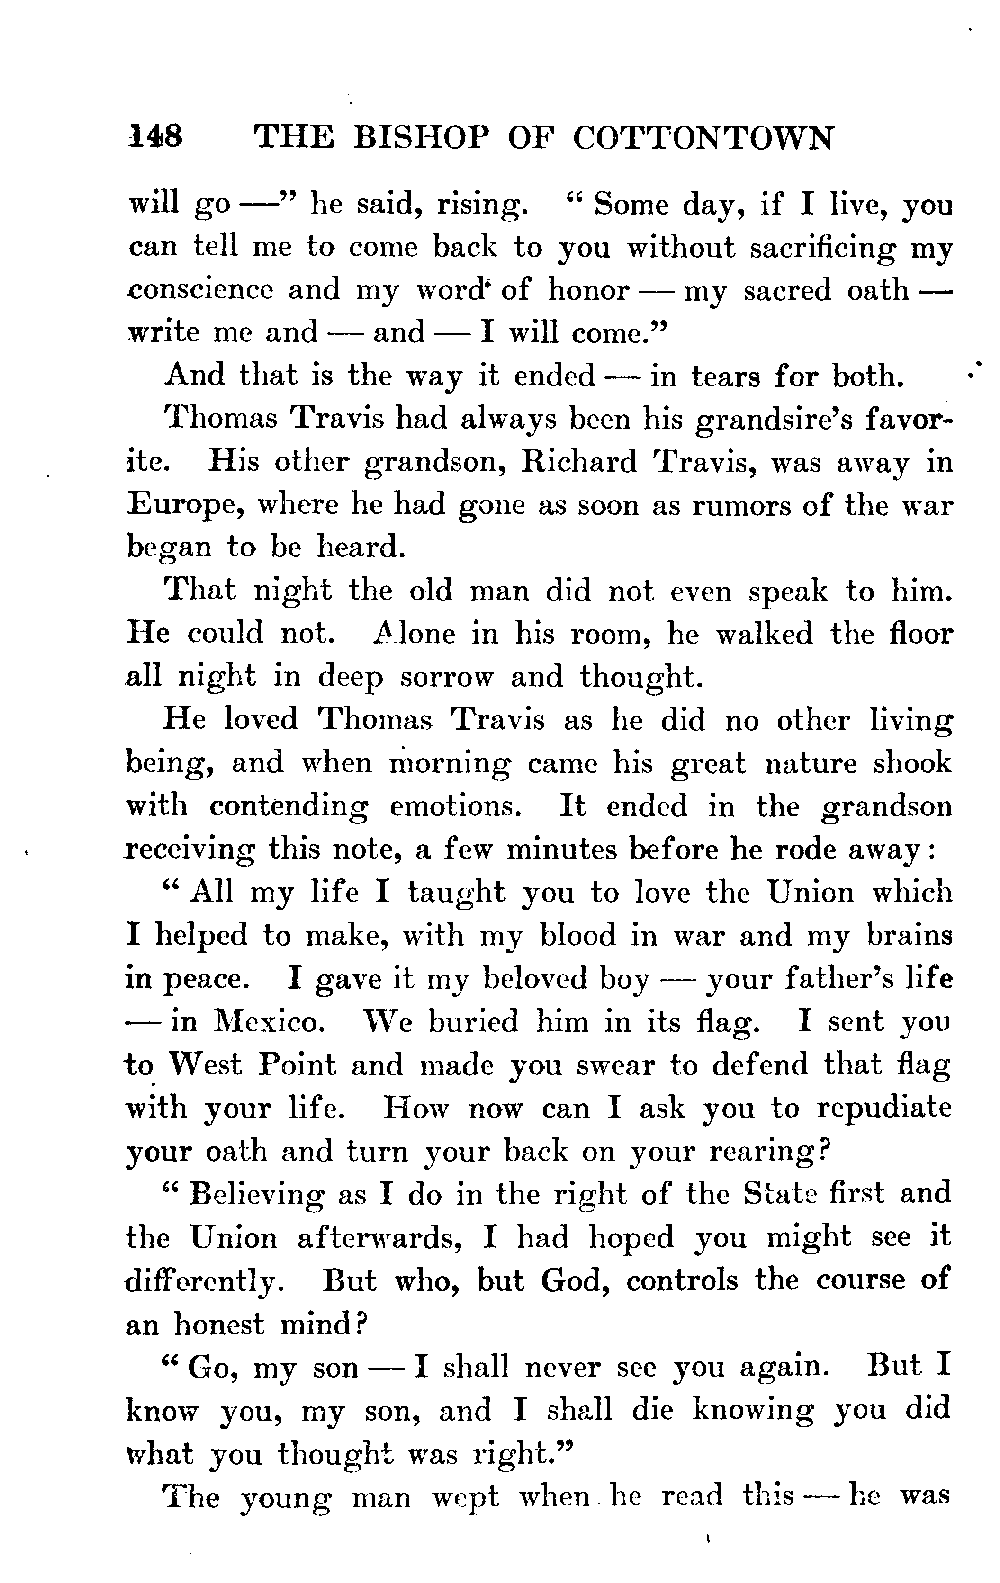 148 THE BISHOP OF COTTONTOWN
will go —” he said, rising. “ Some day, if I live, you
can tell me to come back to you without sacrificing my
conscience and my word of honor — my sacred oath —
write me and — and — I will come.”
And that is the way it ended — in tears for both.
Thomas Travis had always been his grandsire’s favor-
ite. His other grandson, Richard Travis, was away in
Europe, where he had gone as soon as rumors of the war
began to be heard.
That night the old man did not even speak to him.
He could not. Alone in his room, he walked the floor
all night in deep sorrow and thought.
He loved Thomas Travis as he did no other living
being, and when morning came his great nature shook
with contending emotions. It ended in the grandson
receiving this note, a few minutes before he rode away:
“ All my life I taught you to love the Union which
I helped to make, with my blood in war and my brains
in peace. I gave it my beloved boy — your father’s life
— in Mexico. We buried him in its flag. I sent you
to West Point and made you swear to defend that flag
with your life. How now can I ask you to repudiate
your oath and turn your back on your rearing?
“ Believing as I do in the right of the State first and
the Union afterwards, I had hoped you might see it
differently. But who, but God, controls the course of
an honest mind?
“ Go, my son — I shall never see you again. But I
know you, my son, and I shall die knowing you did
what you thought was right.”
The young man wept when he read this — he was